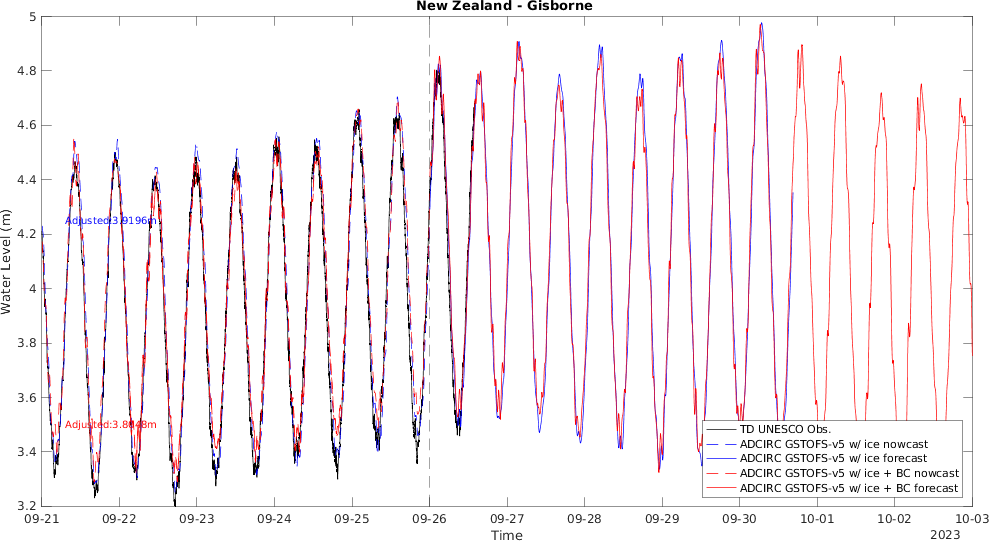 New Zealand - Gisborne
5
4.8
4.6
4.4
4.2
4
3.8
3.6
3.4
3.2
Water Level (m)
Adjusted:3.9196m
TD UNESCO Obs.
ADCIRC GSTOFS-v5 w/ ice nowcast
ADCIRC GSTOFS-v5 w/ ice forecast
ADCIRC GSTOFS-v5 w/ ice + BC nowcast
ADCIRC GSTOFS-v5 w/ ice + BC forecast
09-21 09-22 09-23 09-24 09-25 09-26 09-27 09-28 09-29 09-30 10-01 10-02 10-03
Time
2023